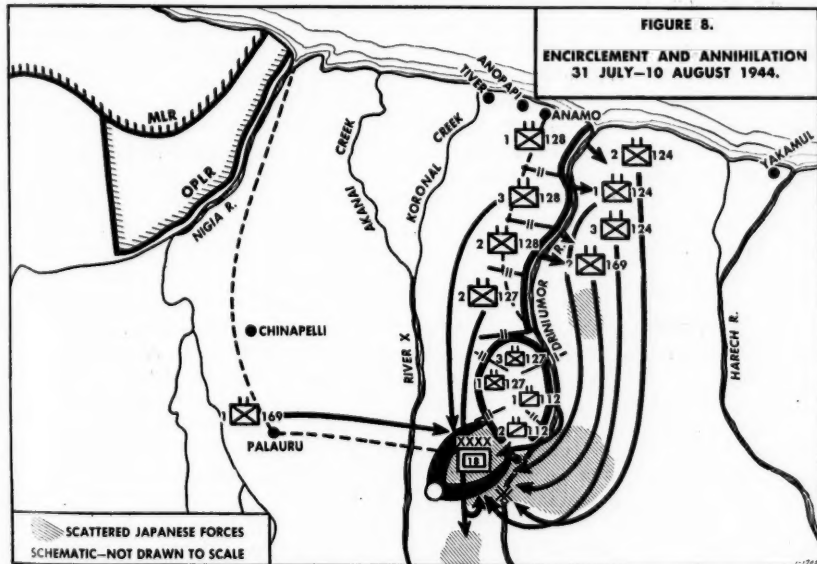 FIGURE 8.
ENCIRCLEMENT AND ANNIHILATION
31 JULY—10 AUGUST 1944.
MLR
OPLR
NIGIA R.
AKANAI CREEK
KORONAL CREEK
TIVER
ANOPAPI
ANAMO
YAKAMUL
1 128
2 124
3 128
1 124
3 124
2 128
169
2 127
R.
DRINIUMOR
HARECH R.
CHINAPELLI
RIVER X
3 127
1 127
1 112
2 112
1 169
PALAURU
XXXX
18
SCATTERED JAPANESE FORCES
SCHEMATIC—NOT DRAWN TO SCALE